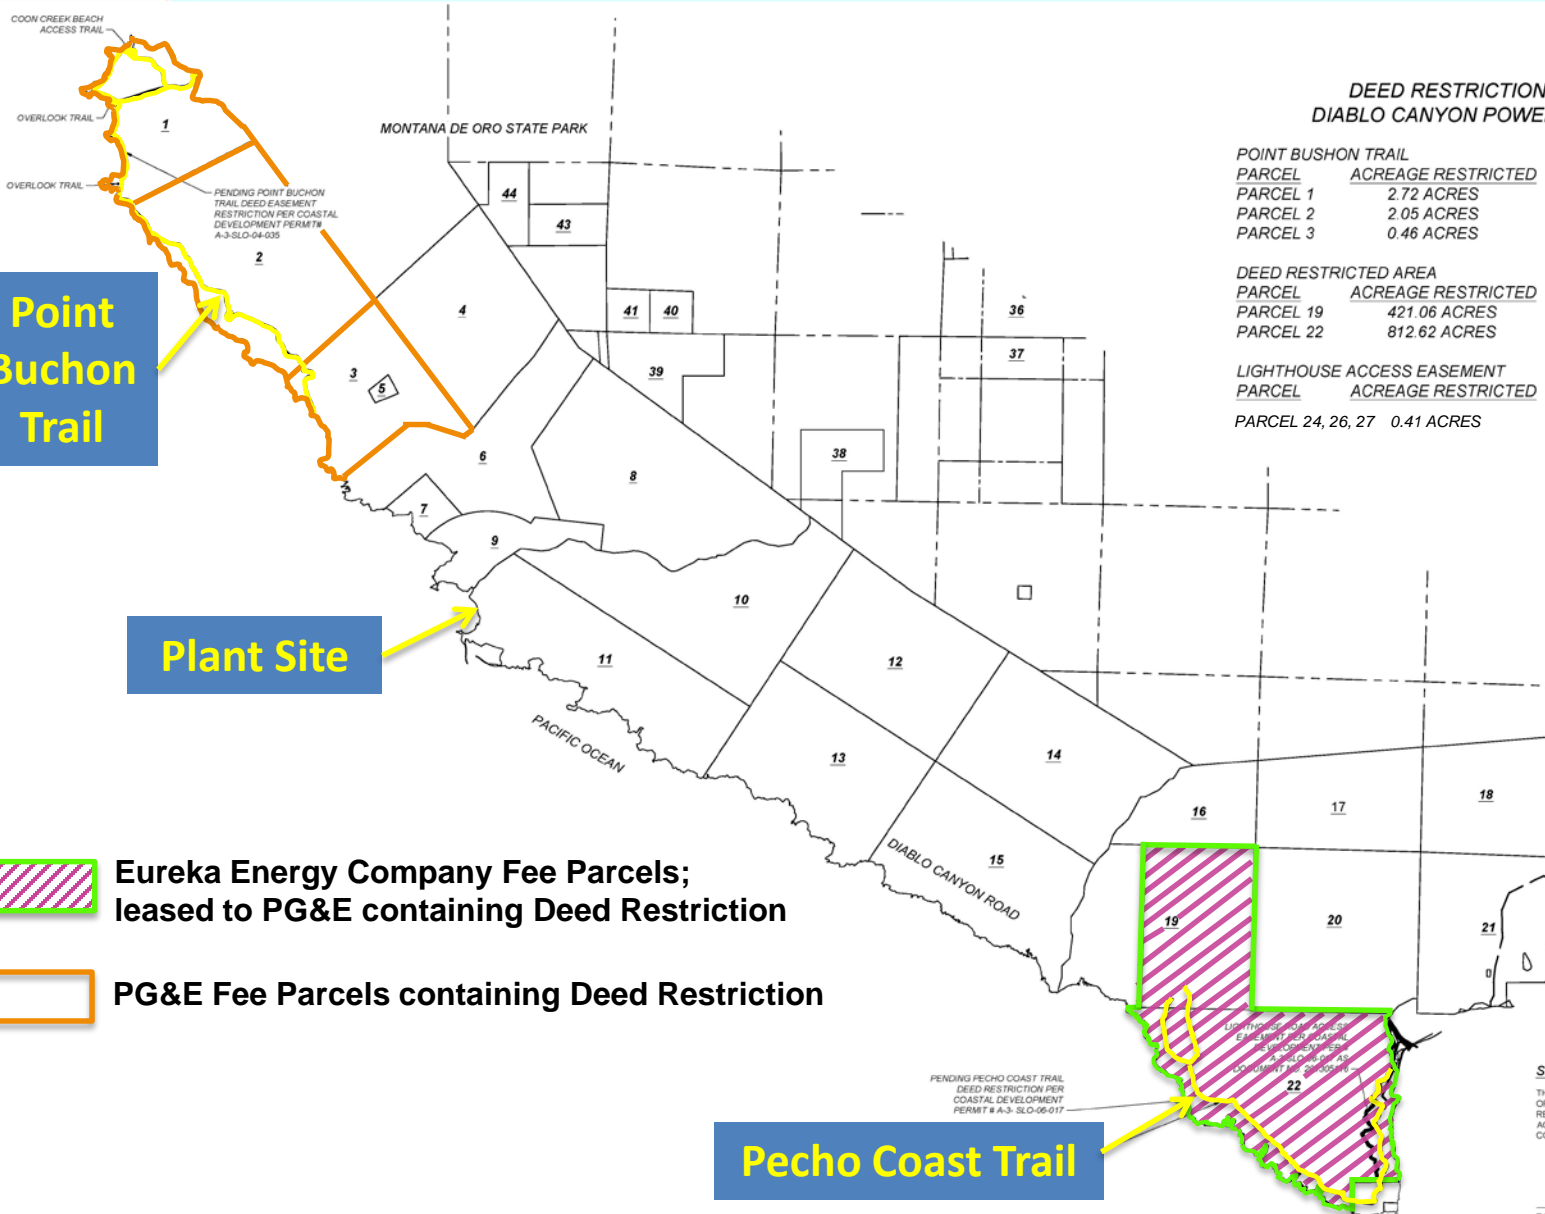 COON CREEK BEACH
ACCESS TRAIL
OVERLOOK TRAIL
1
OVERLOOK TRAIL
PENDING POINT BUCHON
TRAIL DEED EASEMENT
RESTRICTION PER COASTAL
DEVELOPMENT PERMIT#
A-3-SLO-04-035
2
MONTANA DE ORO STATE PARK
DEED RESTRICTION
DIABLO CANYON POWE
POINT BUSHON TRAIL
PARCEL ACREAGE RESTRICTED
PARCEL 1 2.72 ACRES
PARCEL 2 2.05 ACRES
PARCEL 3 0.46 ACRES
DEED RESTRICTED AREA
PARCEL ACREAGE RESTRICTED
PARCEL 19 421.06 ACRES
PARCEL 22 812.62 ACRES
LIGHTHOUSE ACCESS EASEMENT
PARCEL ACREAGE RESTRICTED
PARCEL 24, 26, 27 0.41 ACRES
Point
Buchon
Trail
44
43
4
41
40
36
37
39
3
5
38
6
8
7
9
10
Plant Site
11
12
PACIFIC OCEAN
13
14
16
17
18
15
DIABLO CANYON ROAD
Eureka Energy Company Fee Parcels;
leased to PG&E containing Deed Restriction
19
20
21
PG&E Fee Parcels containing Deed Restriction
LIGHTHOUSE ROAD ACCESS
EASEMENT PER COASTAL
22
PENDING PECHO COAST TRAIL
DEED RESTRICTION PER
COASTAL DEVELOPMENT
PERMIT # A-3- SLO-06-017
Pecho Coast Trail